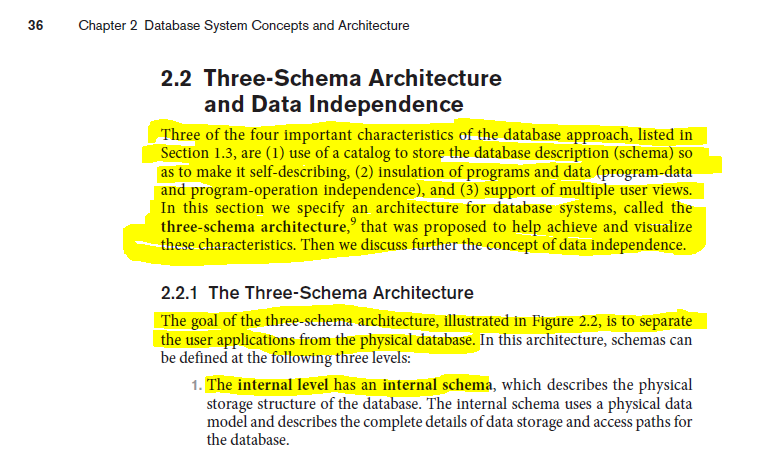 36 Chapter 2 Database System Concepts and Architecture
2.2 Three-Schema Architecture
and Data Independence
Three of the four important characteristics of the database approach, listed in
Section 1.3, are (1) use of a catalog to store the database description (schema) so
as to make it self-describing, (2) insulation of programs and data (program-data
and program-operation independence), and (3) support of multiple user views.
In this section we specify an architecture for database systems, called the
three-schema architecture,⁹ that was proposed to help achieve and visualize
these characteristics. Then we discuss further the concept of data independence.
2.2.1 The Three-Schema Architecture
The goal of the three-schema architecture, illustrated in Figure 2.2, is to separate
the user applications from the physical database. In this architecture, schemas can
be defined at the following three levels:
1. The internal level has an internal schema, which describes the physical
storage structure of the database. The internal schema uses a physical data
model and describes the complete details of data storage and access paths for
the database.